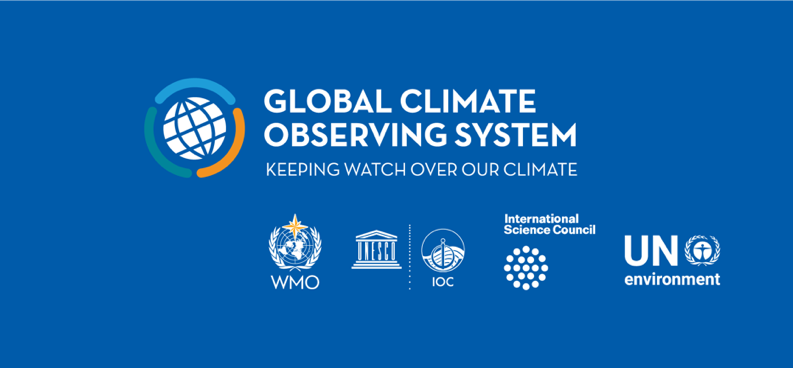 GLOBAL CLIMATE
OBSERVING SYSTEM
KEEPING WATCH OVER OUR CLIMATE
WMO
UNESCO
IOC
International
Science Council
UN
environment